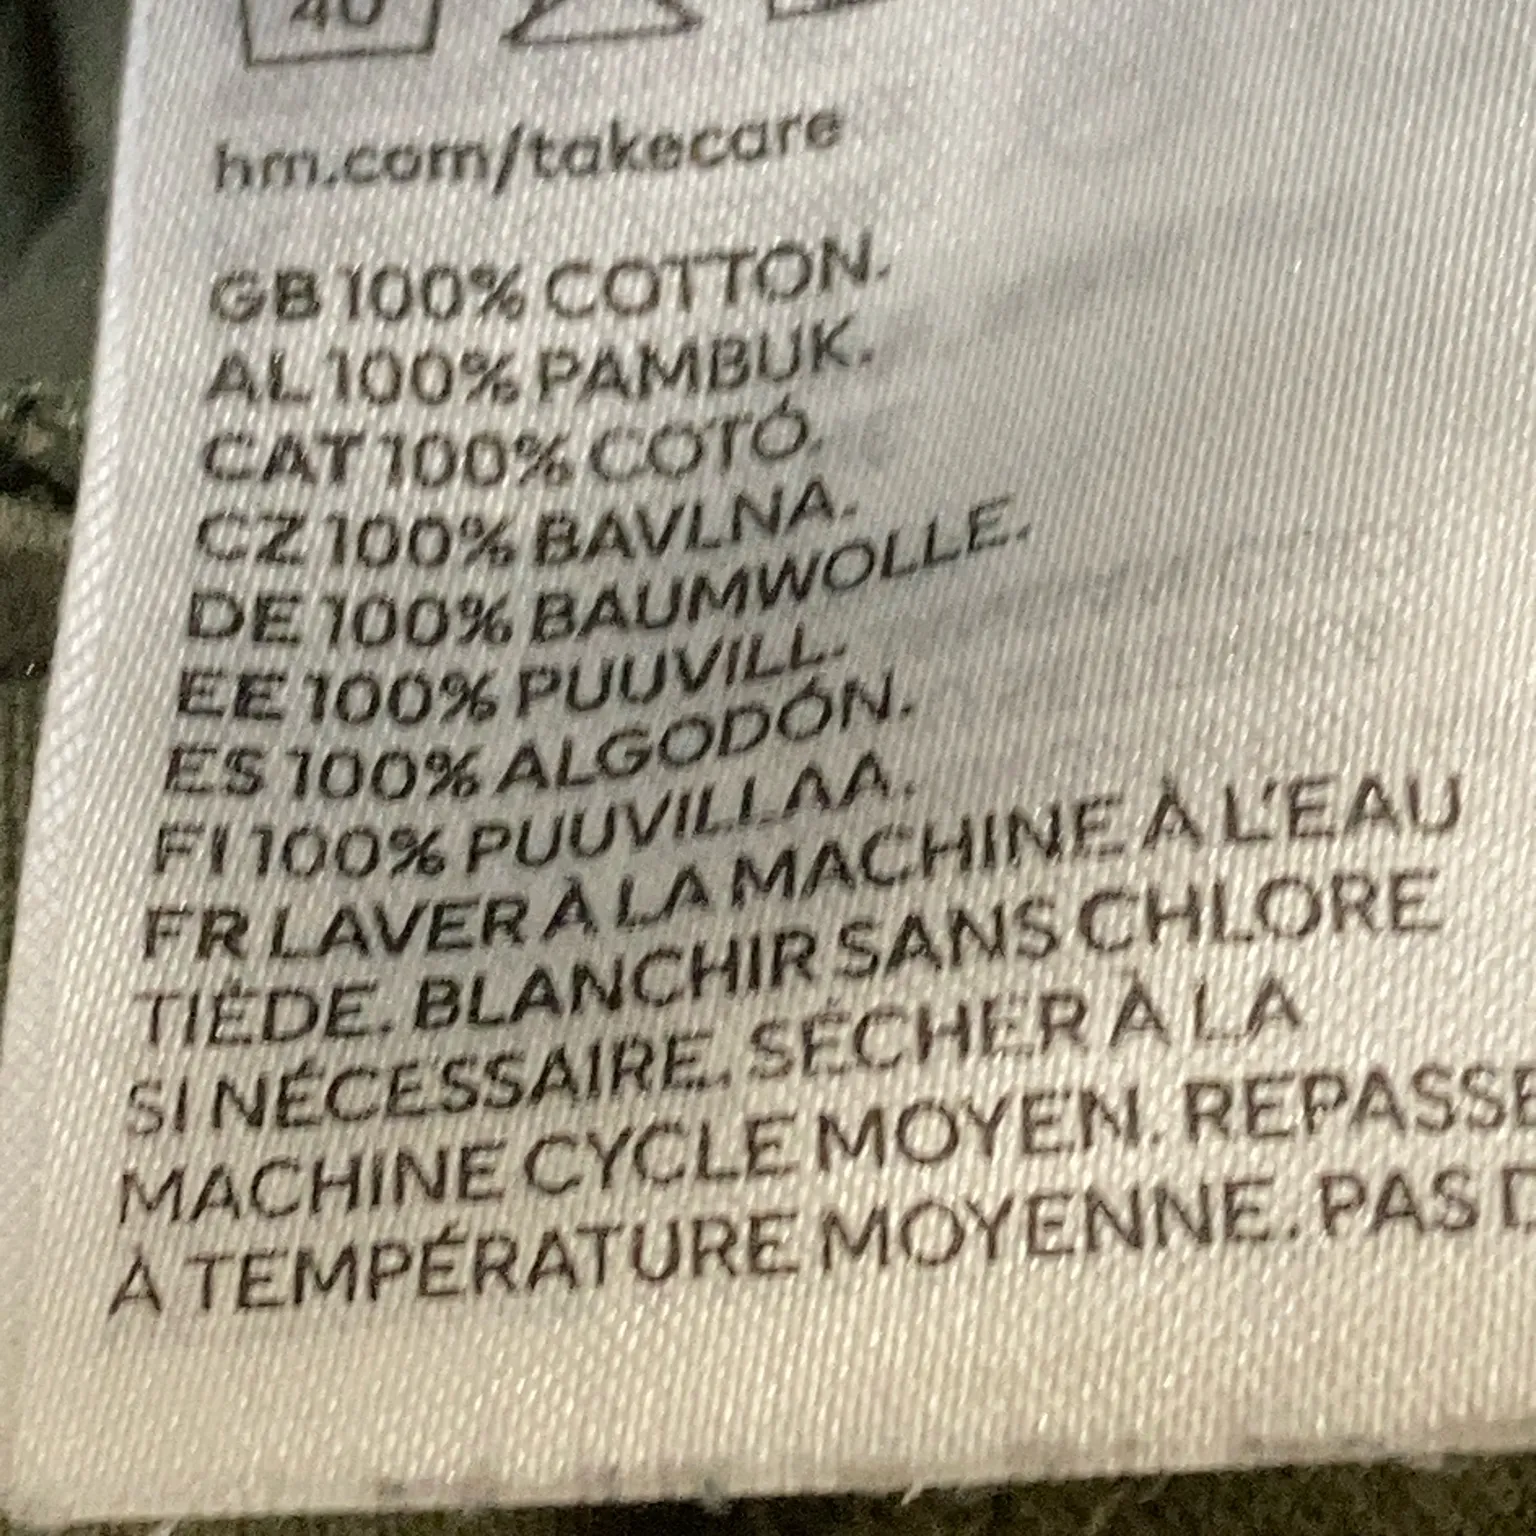 40
hm.com/takecare
GB 100% COTTON.
AL 100% PAMBUK.
CAT 100% COTÓ.
CZ 100% BAVLNA.
DE 100% BAUMWOLLE.
EE 100% PUUVILL.
ES 100% ALGODÓN.
FI 100% PUUVILLAA.
FR LAVER À LA MACHINE À L'EAU
TIÈDE. BLANCHIR SANS CHLORE
SI NÉCESSAIRE. SÉCHER À LA
MACHINE CYCLE MOYEN. REPASSE
À TEMPÉRATURE MOYENNE. PAS D